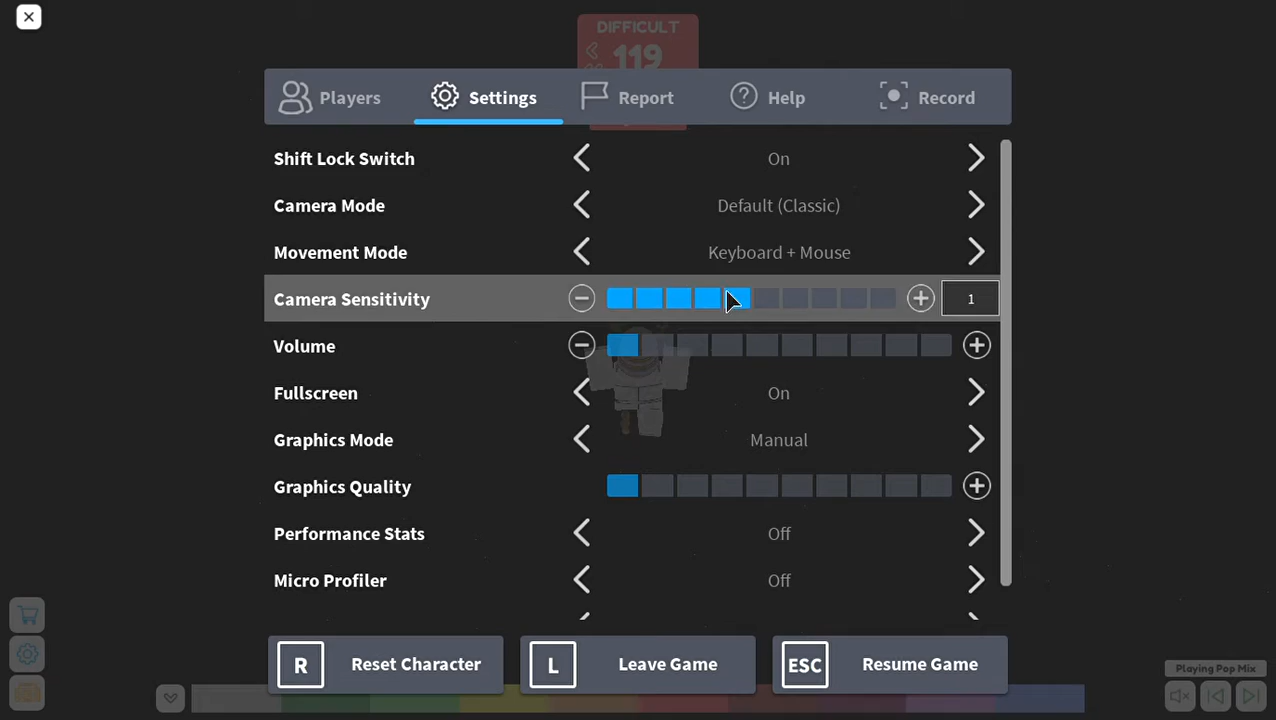 DIFFICULT
119
Players
Settings
Report
Help
Record
Shift Lock Switch
On
Camera Mode
Default (Classic)
Movement Mode
Keyboard + Mouse
Camera Sensitivity
1
Volume
Fullscreen
On
Graphics Mode
Manual
Graphics Quality
Performance Stats
Off
Micro Profiler
Off
R Reset Character
L Leave Game
ESC Resume Game
Playing Pop Mix